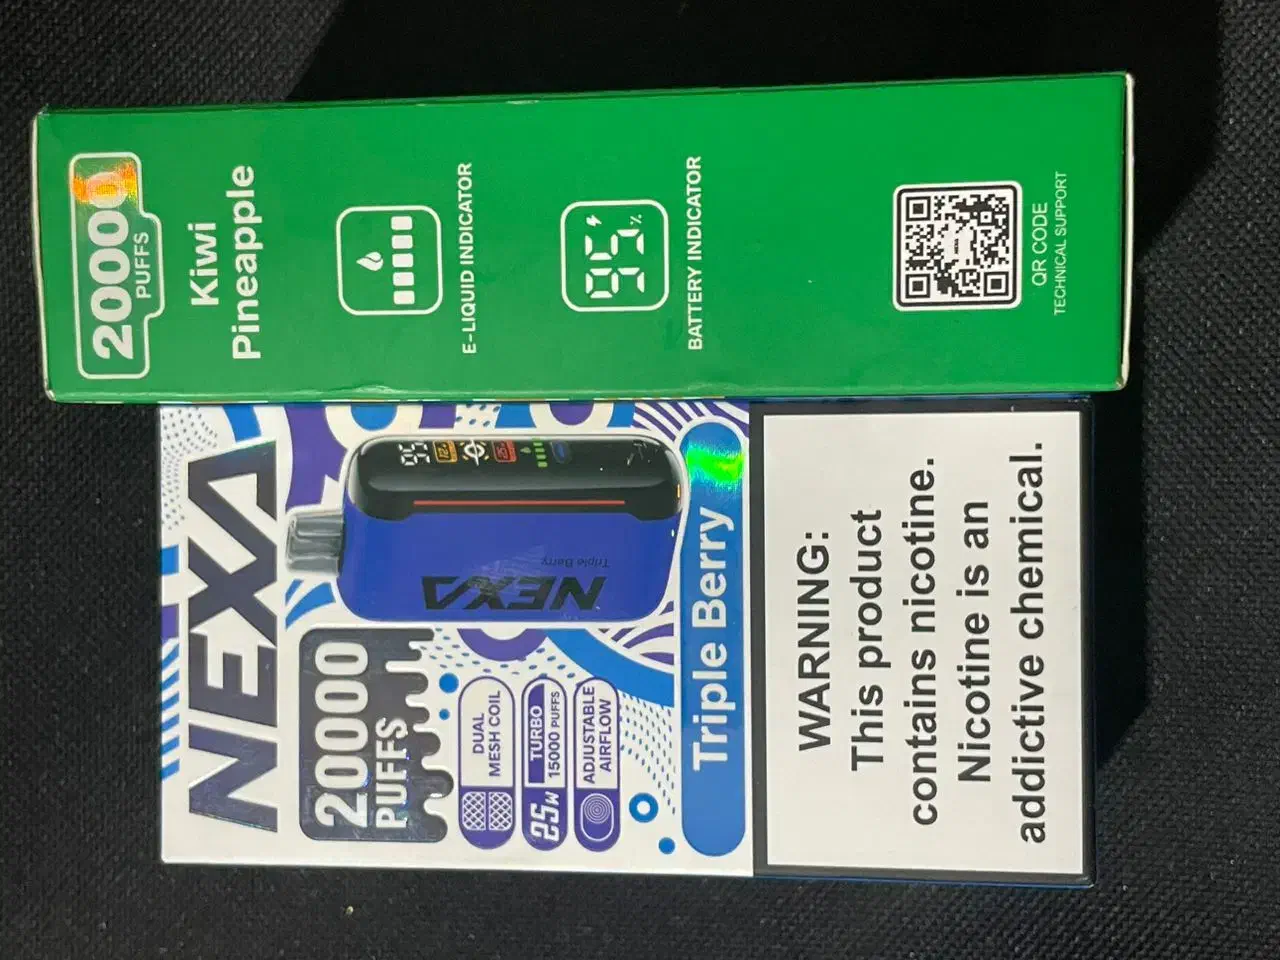 20000
PUFFS
Kiwi
Pineapple
E-LIQUID INDICATOR
95%
BATTERY INDICATOR
QR CODE
TECHNICAL SUPPORT
NEXA
20000
PUFFS
DUAL
MESH COIL
25W
TURBO
15000 PUFFS
ADJUSTABLE
AIRFLOW
95
NEXA
Triple Berry
Triple Berry
WARNING:
This product
contains nicotine.
Nicotine is an
addictive chemical.